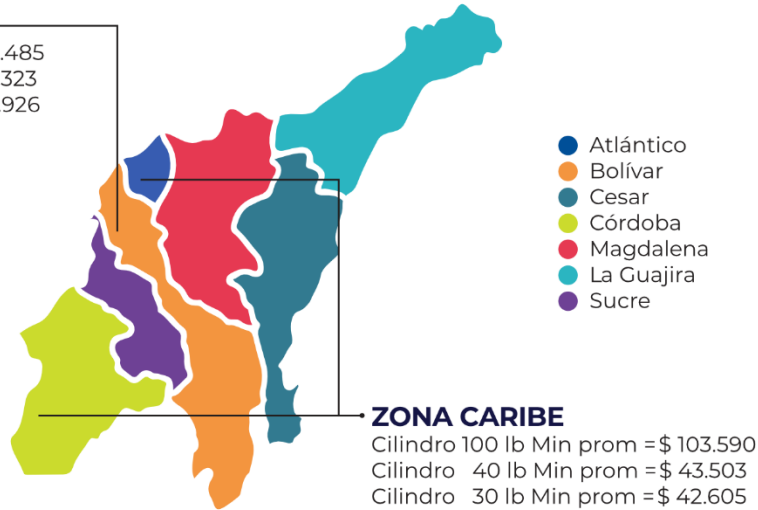 .485
323
.926
Atlántico
Bolívar
Cesar
Córdoba
Magdalena
La Guajira
Sucre
ZONA CARIBE
Cilindro 100 lb Min prom = $ 103.590
Cilindro 40 lb Min prom = $ 43.503
Cilindro 30 lb Min prom = $ 42.605